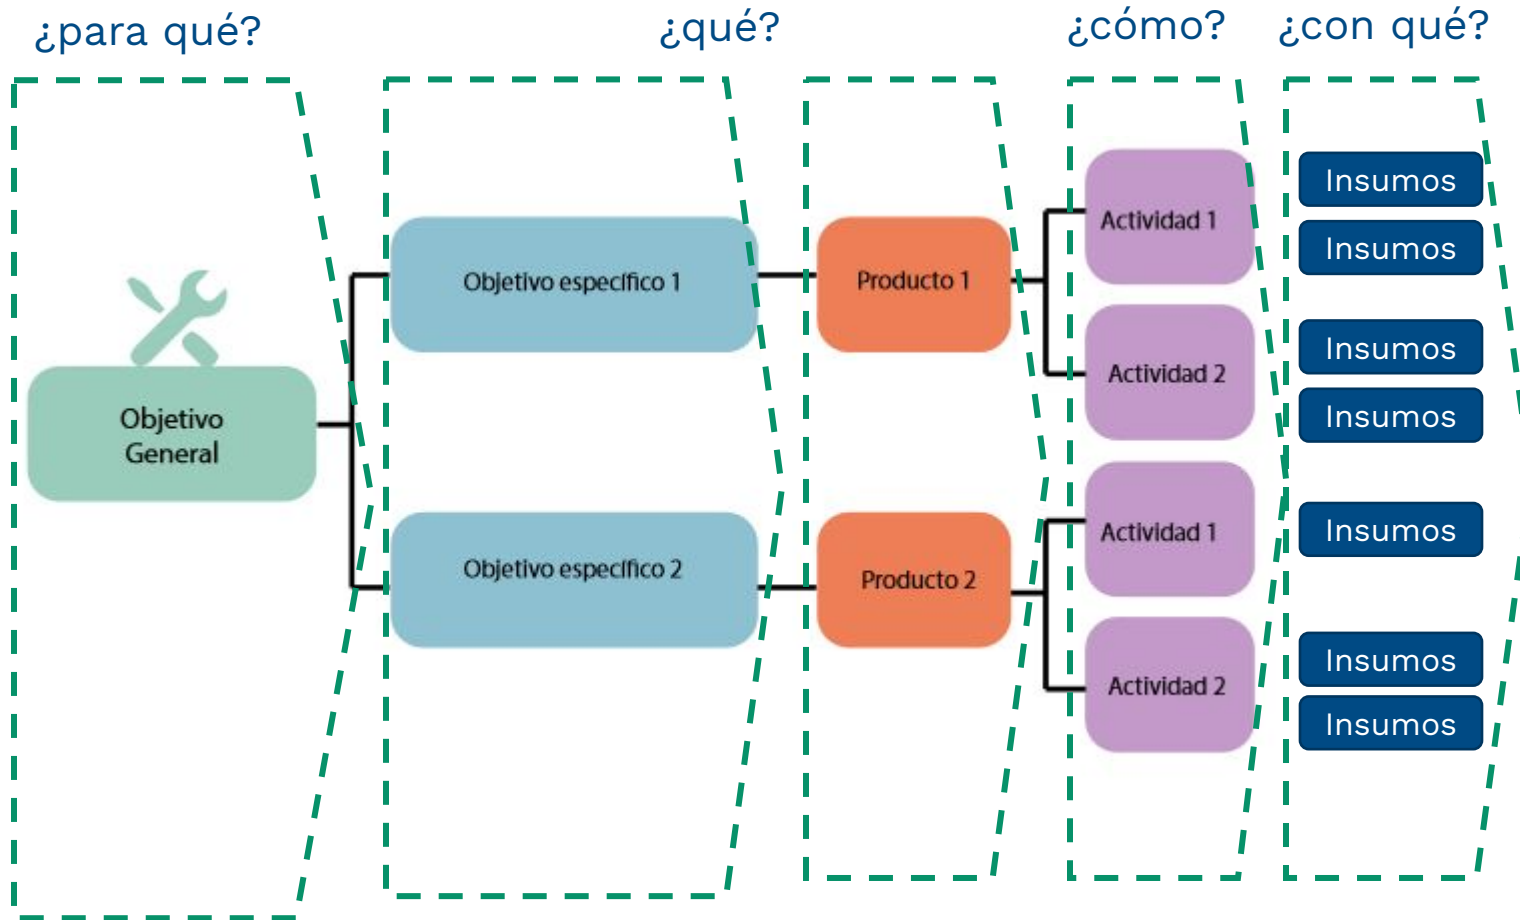 ¿para qué?
¿qué?
¿cómo?
¿con qué?
Objetivo
General
Objetivo específico 1
Objetivo específico 2
Producto 1
Producto 2
Actividad 1
Actividad 2
Actividad 1
Actividad 2
Insumos
Insumos
Insumos
Insumos
Insumos
Insumos
Insumos